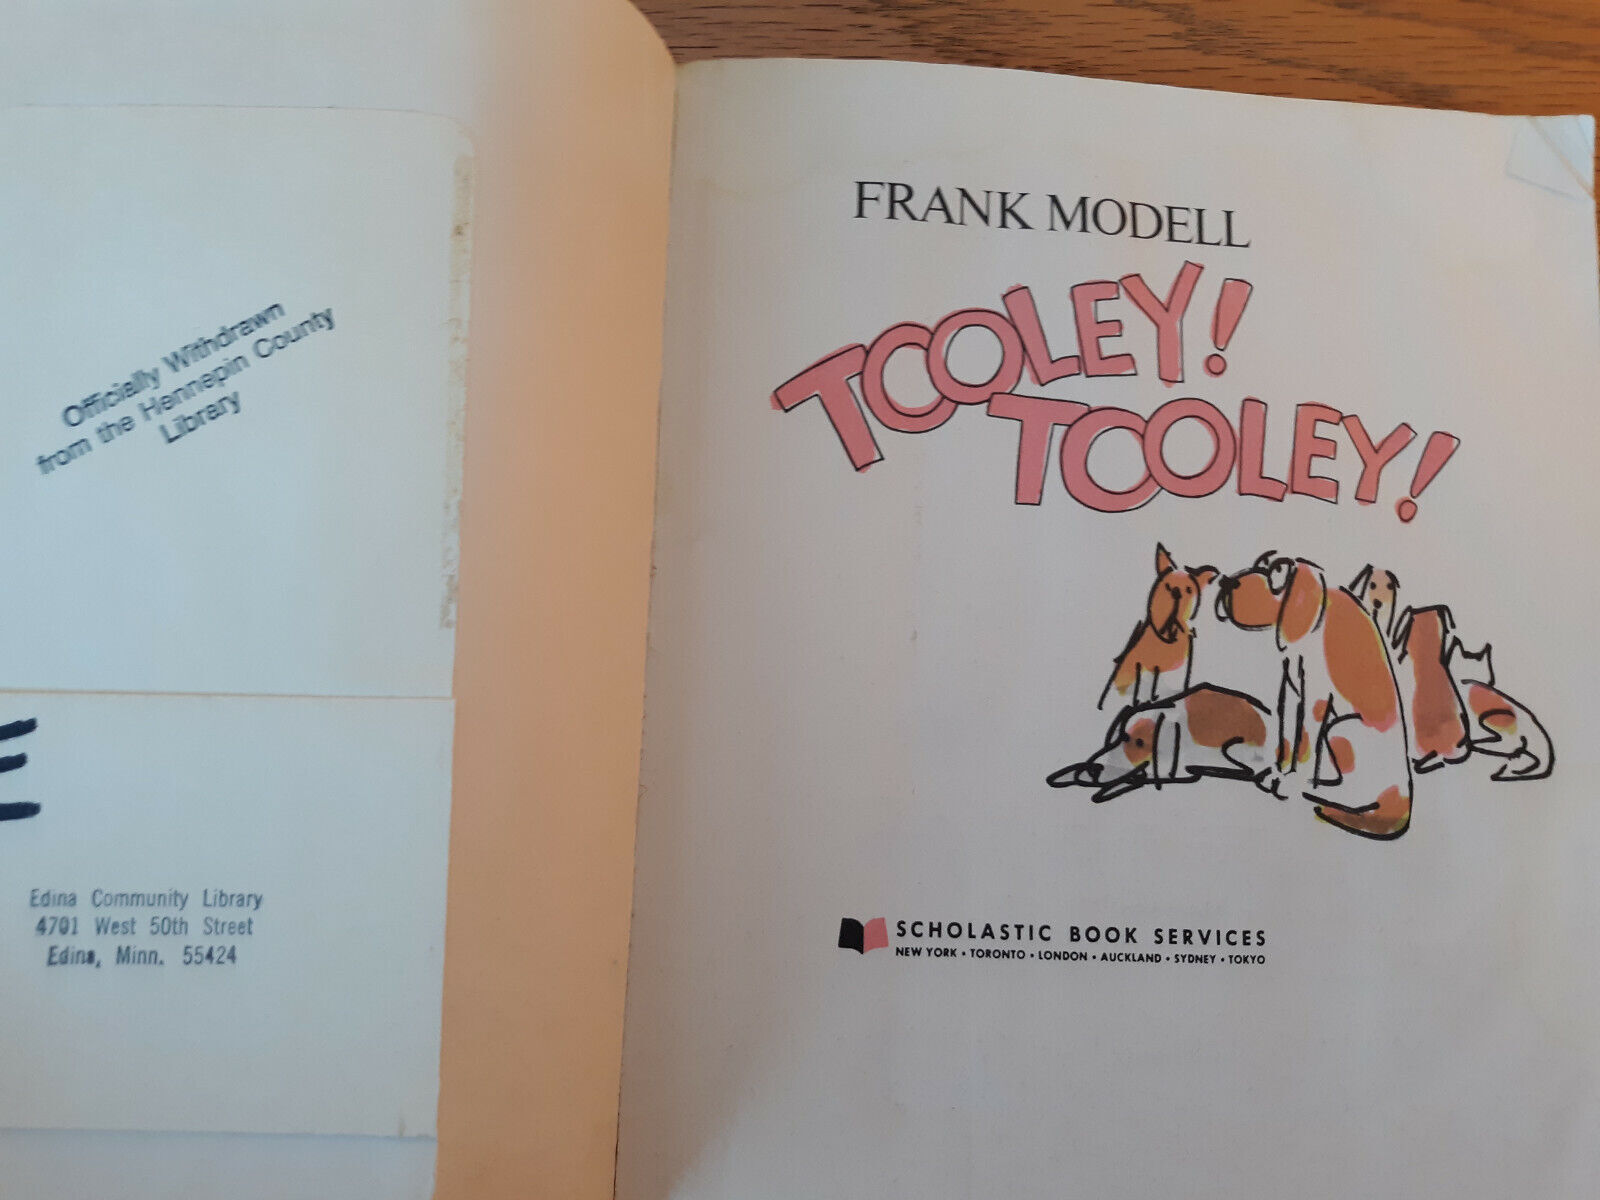 Officially Withdrawn
from the Hennepin County
Library
E
Edina Community Library
4701 West 50th Street
Edina, Minn. 55424
FRANK MODELL
TOOLEY!
TOOLEY!
SCHOLASTIC BOOK SERVICES
NEW YORK • TORONTO • LONDON • AUCKLAND • SYDNEY • TOKYO